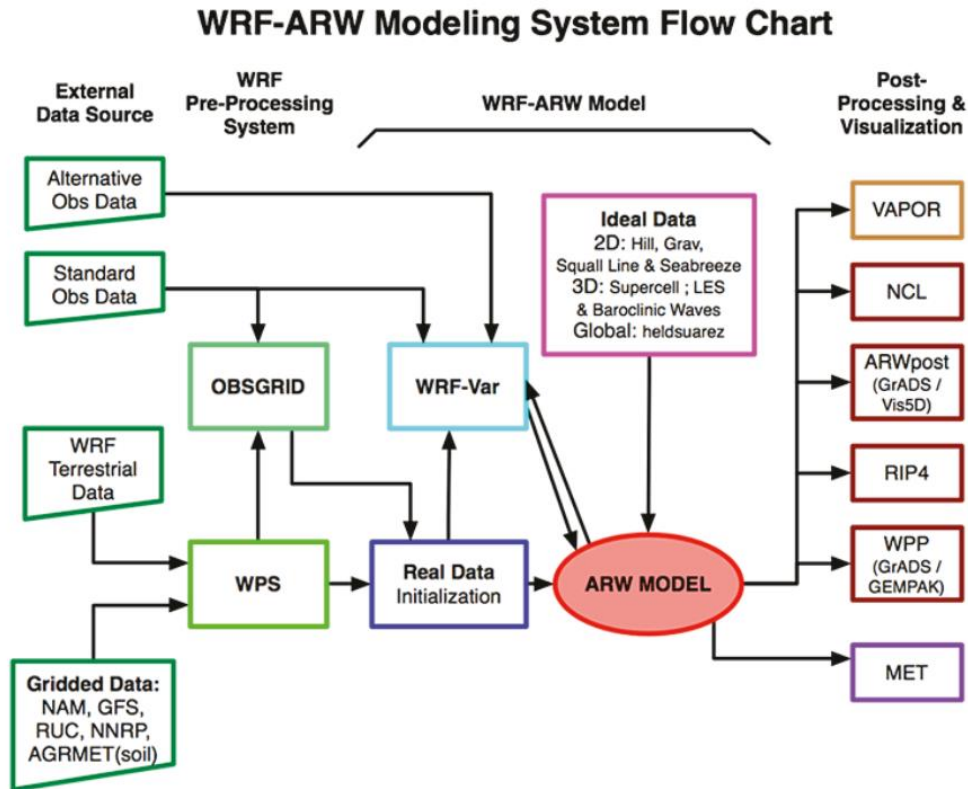 WRF-ARW Modeling System Flow Chart
External
Data Source
WRF
Pre-Processing
System
WRF-ARW Model
Post-
Processing &
Visualization
Alternative
Obs Data
Standard
Obs Data
WRF
Terrestrial
Data
Gridded Data:
NAM, GFS,
RUC, NNRP,
AGRMET(soil)
OBSGRID
WPS
WRF-Var
Real Data
Initialization
Ideal Data
2D: Hill, Grav,
Squall Line & Seabreeze
3D: Supercell ; LES
& Baroclinic Waves
Global: heldsuarez
ARW MODEL
VAPOR
NCL
ARWpost
(GrADS /
Vis5D)
RIP4
WPP
(GrADS /
GEMPAK)
MET